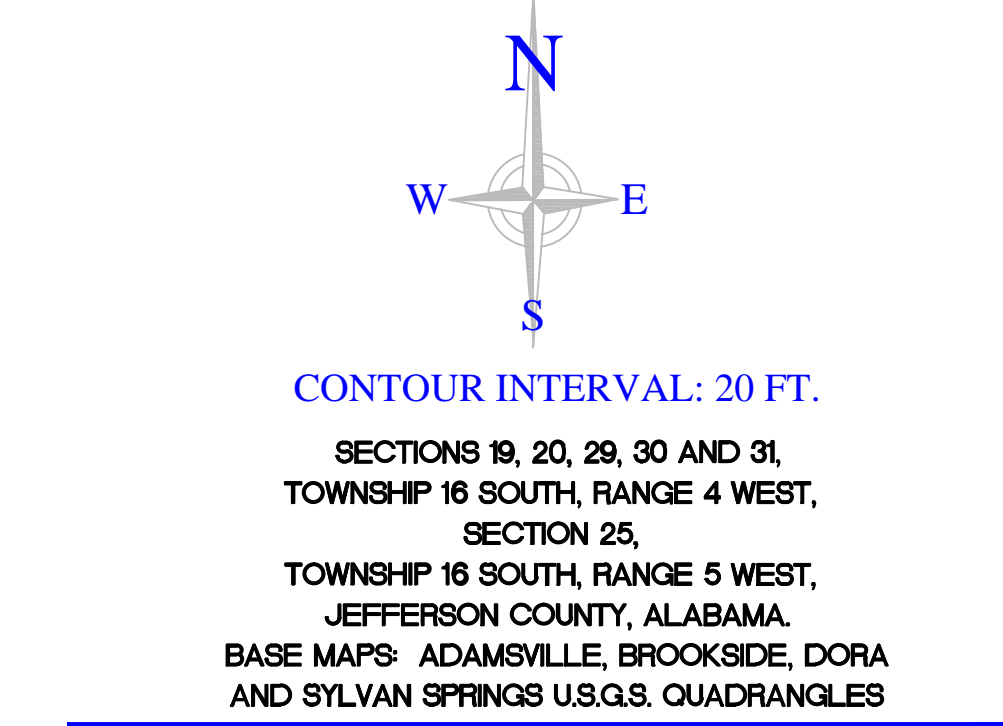 N
W E
S
CONTOUR INTERVAL: 20 FT.
SECTIONS 19, 20, 29, 30 AND 31,
TOWNSHIP 16 SOUTH, RANGE 4 WEST,
SECTION 25,
TOWNSHIP 16 SOUTH, RANGE 5 WEST,
JEFFERSON COUNTY, ALABAMA.
BASE MAPS: ADAMSVILLE, BROOKSIDE, DORA
AND SYLVAN SPRINGS U.S.G.S. QUADRANGLES